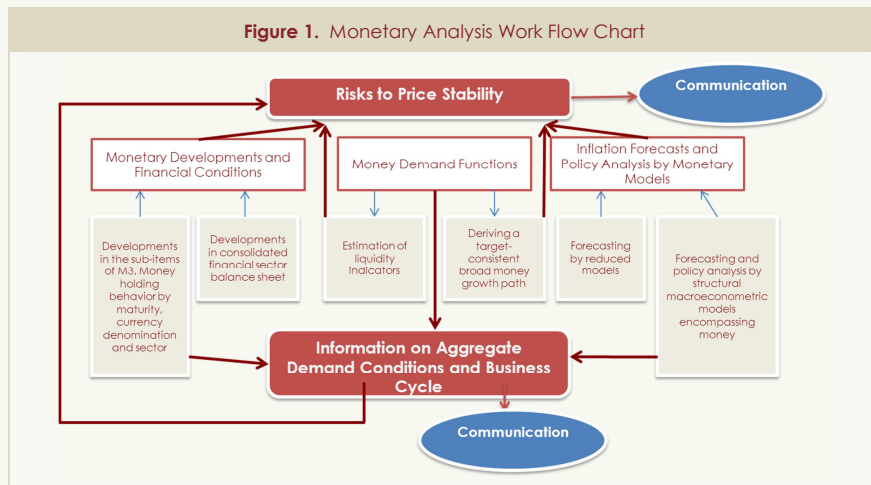 Figure 1. Monetary Analysis Work Flow Chart
Risks to Price Stability
Communication
Monetary Developments and
Financial Conditions
Money Demand Functions
Inflation Forecasts and
Policy Analysis by Monetary
Models
Developments
in the sub-items
of M3, Money
holding
behavior by
maturity,
currency
denomination
and sector
Developments
in consolidated
financial sector
balance sheet
Estimation of
liquidity
Indicators
Deriving a
target-
consistent
broad money
growth path
Forecasting
by reduced
models
Forecasting and
policy analysis by
structural
macroeconometric
models
encompassing
money
Information on Aggregate
Demand Conditions and Business
Cycle
Communication